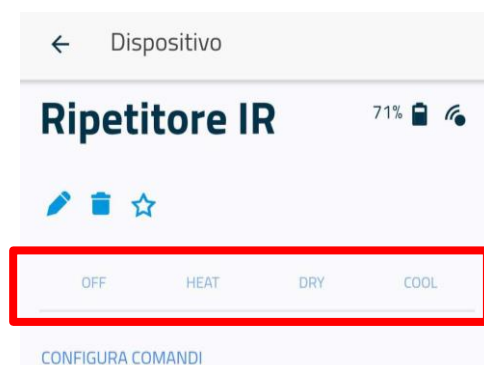 Dispositivo
Ripetitore IR 71%
OFF HEAT DRY COOL
CONFIGURA COMANDI